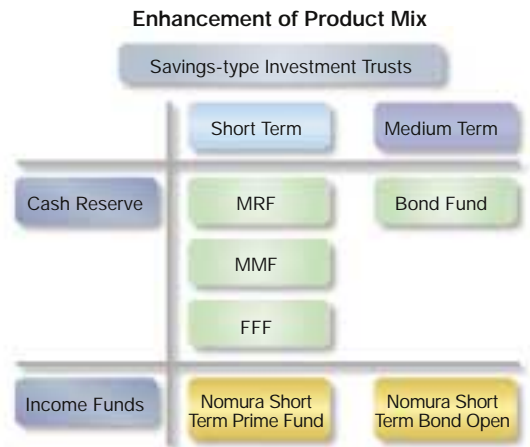 Enhancement of Product Mix
Savings-type Investment Trusts
Short Term
Medium Term
Cash Reserve
MRF
Bond Fund
MMF
FFF
Income Funds
Nomura Short
Term Prime Fund
Nomura Short
Term Bond Open